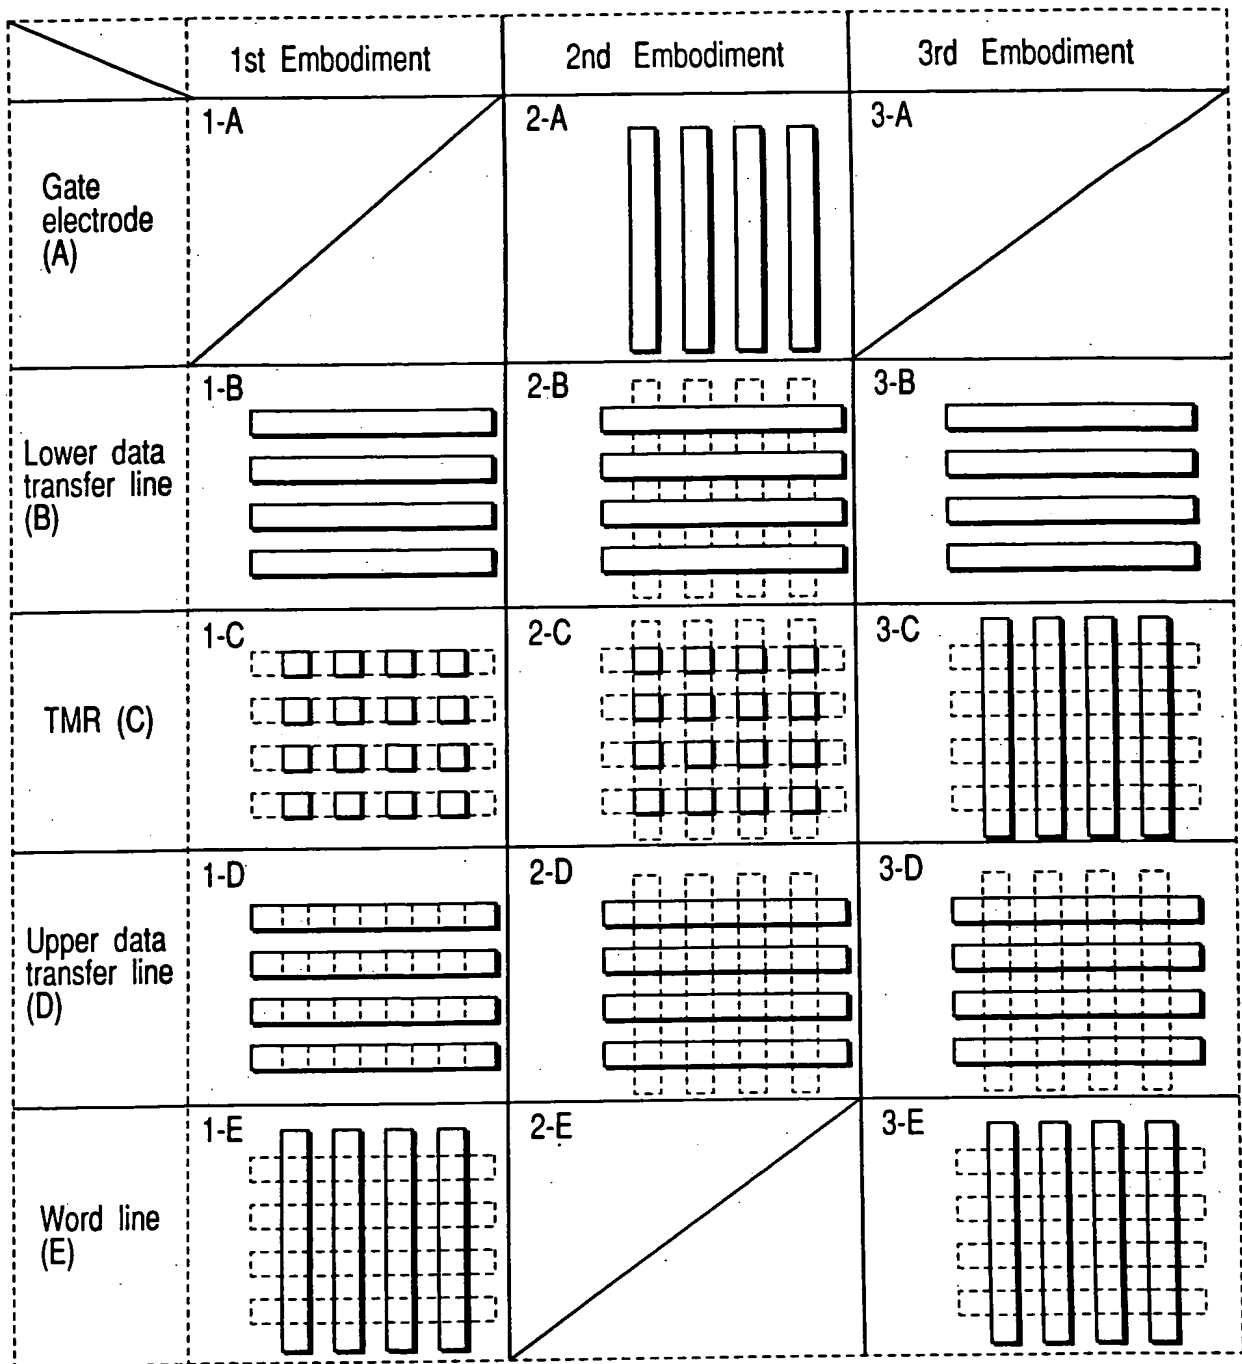 1st Embodiment
2nd Embodiment
3rd Embodiment
Gate
electrode
(A)
1-A
2-A
3-A
Lower data
transfer line
(B)
1-B
2-B
3-B
TMR (C)
1-C
2-C
3-C
Upper data
transfer line
(D)
1-D
2-D
3-D
Word line
(E)
1-E
2-E
3-E